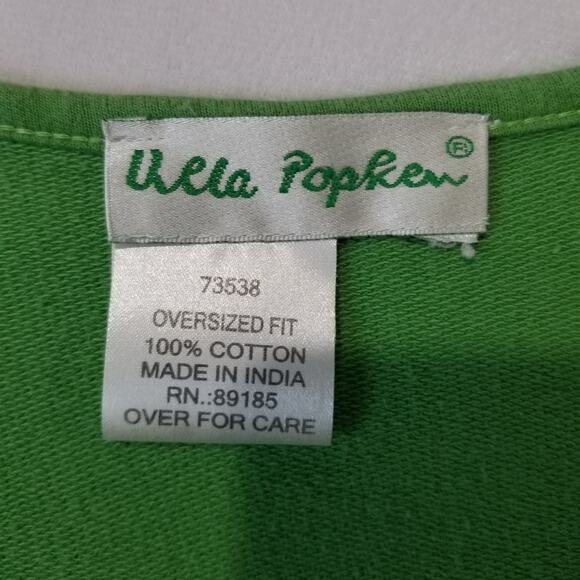 Ulla Popken®
73538
OVERSIZED FIT
100% COTTON
MADE IN INDIA
RN.:89185
OVER FOR CARE